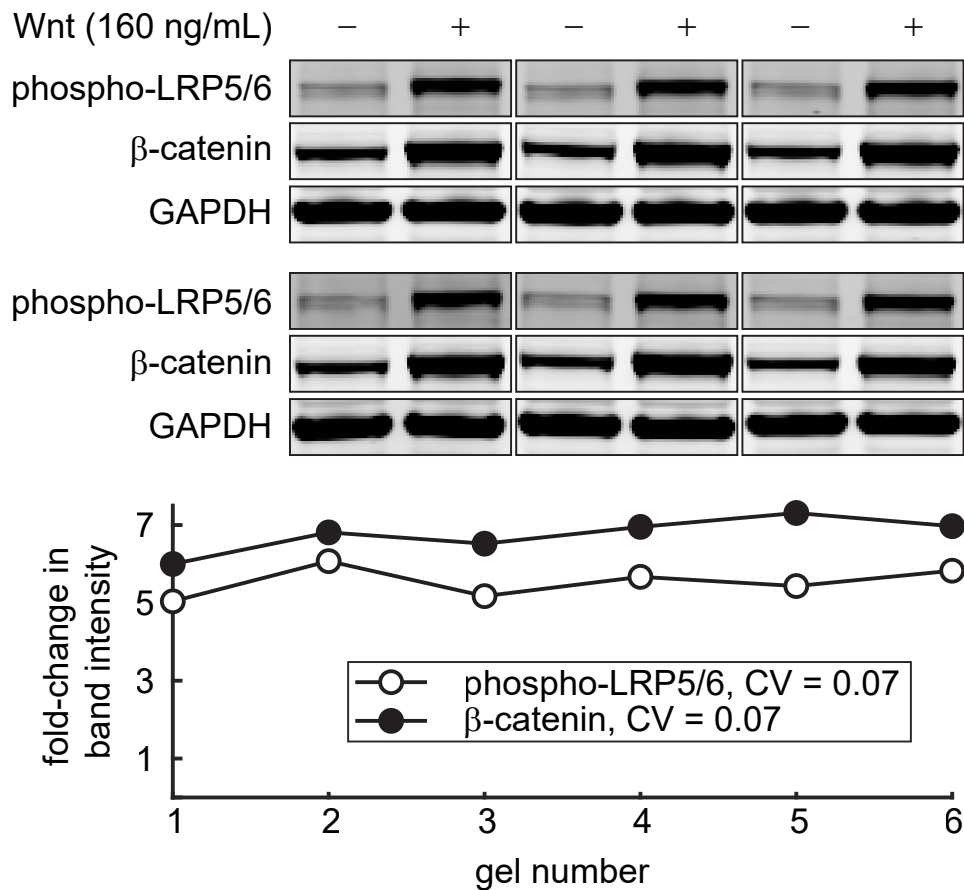 Wnt (160 ng/mL) − + − + − +
phospho-LRP5/6
β-catenin
GAPDH
phospho-LRP5/6
β-catenin
GAPDH
fold-change in
band intensity
7
5
3
1
phospho-LRP5/6, CV = 0.07
β-catenin, CV = 0.07
1 2 3 4 5 6
gel number